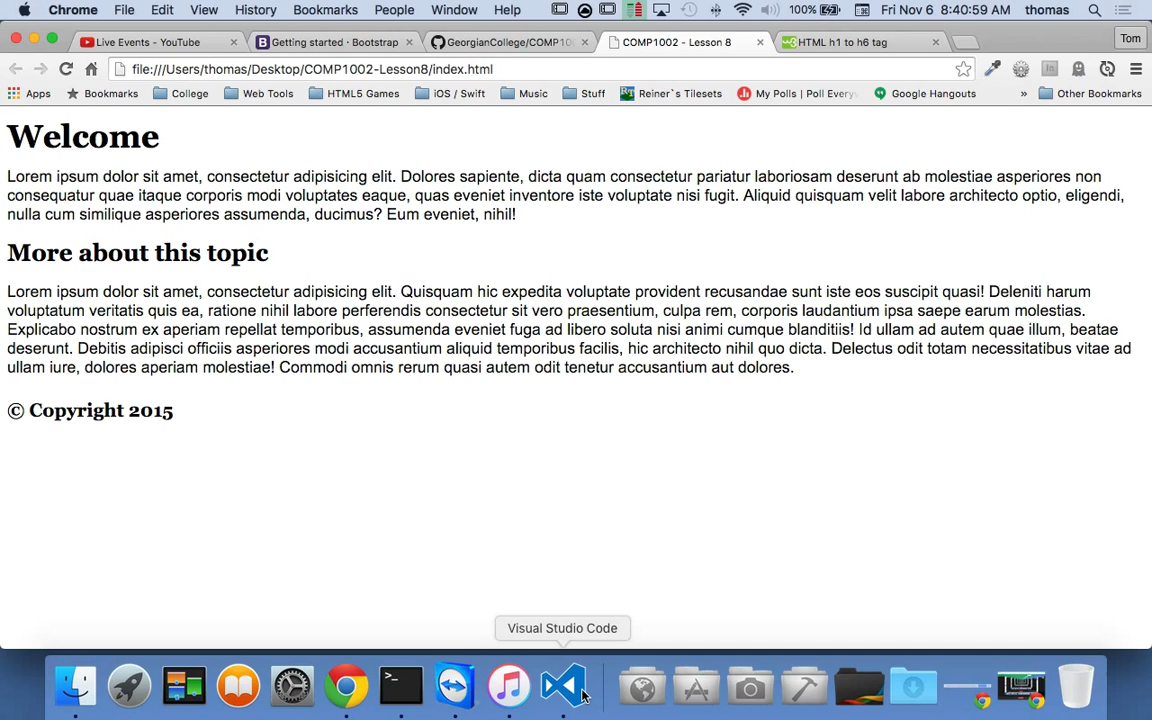 Chrome File Edit View History Bookmarks People Window Help 100% Fri Nov 6 8:40:59 AM thomas
Live Events - YouTube Getting started · Bootstrap GeorgianCollege/COMP10 COMP1002 - Lesson 8 HTML h1 to h6 tag Tom
file:///Users/thomas/Desktop/COMP1002-Lesson8/index.html
Apps Bookmarks College Web Tools HTML5 Games iOS / Swift Music Stuff Reiner`s Tilesets My Polls | Poll Every Google Hangouts » Other Bookmarks
Welcome
Lorem ipsum dolor sit amet, consectetur adipisicing elit. Dolores sapiente, dicta quam consectetur pariatur laboriosam deserunt ab molestiae asperiores non
consequatur quae itaque corporis modi voluptates eaque, quas eveniet inventore iste voluptate nisi fugit. Aliquid quisquam velit labore architecto optio, eligendi,
nulla cum similique asperiores assumenda, ducimus? Eum eveniet, nihil!
More about this topic
Lorem ipsum dolor sit amet, consectetur adipisicing elit. Quisquam hic expedita voluptate provident recusandae sunt iste eos suscipit quasi! Deleniti harum
voluptatum veritatis quis ea, ratione nihil labore perferendis consectetur sit vero praesentium, culpa rem, corporis laudantium ipsa saepe earum molestias.
Explicabo nostrum ex aperiam repellat temporibus, assumenda eveniet fuga ad libero soluta nisi animi cumque blanditiis! Id ullam ad autem quae illum, beatae
deserunt. Debitis adipisci officiis asperiores modi accusantium aliquid temporibus facilis, hic architecto nihil quo dicta. Delectus odit totam necessitatibus vitae ad
ullam iure, dolores aperiam molestiae! Commodi omnis rerum quasi autem odit tenetur accusantium aut dolores.
© Copyright 2015
Visual Studio Code